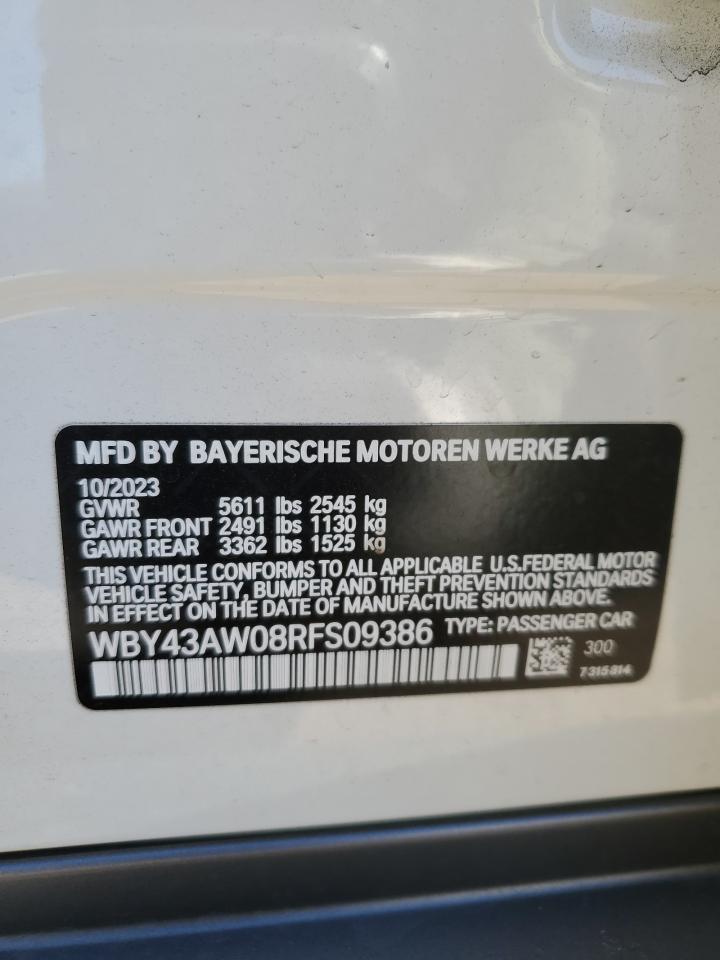 MFD BY BAYERISCHE MOTOREN WERKE AG
10/2023
GVWR 5611 lbs 2545 kg
GAWR FRONT 2491 lbs 1130 kg
GAWR REAR 3362 lbs 1525 kg
THIS VEHICLE CONFORMS TO ALL APPLICABLE U.S.FEDERAL MOTOR
VEHICLE SAFETY, BUMPER AND THEFT PREVENTION STANDARDS
IN EFFECT ON THE DATE OF MANUFACTURE SHOWN ABOVE.
WBY43AW08RFS09386 TYPE: PASSENGER CAR
300
7315814